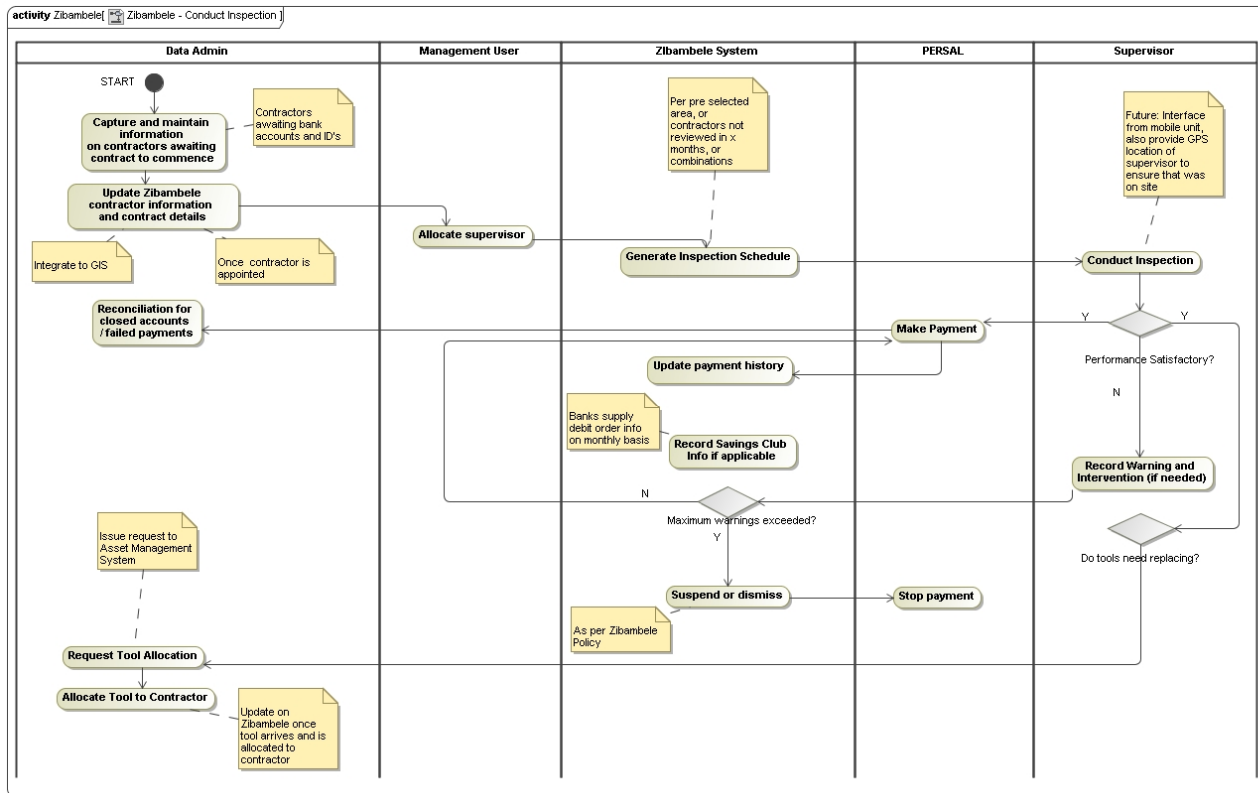 activity Zibambele[ Zibambele - Conduct Inspection ]
Data Admin
Management User
ZIbambele System
PERSAL
Supervisor
START
Capture and maintain
information
on contractors awaiting
contract to commence
Contractors
awaiting bank
accounts and ID's
Per pre selected
area, or
contractors not
reviewed in x
months, or
combinations
Future: Interface
from mobile unit,
also provide GPS
location of
supervisor to
ensure that was
on site
Update Zibambele
contractor information
and contract details
Allocate supervisor
Integrate to GIS
Once contractor is
appointed
Generate Inspection Schedule
Conduct Inspection
Reconciliation for
closed accounts
/ failed payments
Make Payment
Y
Y
Performance Satisfactory?
Update payment history
N
Banks supply
debit order info
on monthly basis
Record Savings Club
Info if applicable
Record Warning and
Intervention (if needed)
N
Maximum warnings exceeded?
Y
Issue request to
Asset Management
System
Do tools need replacing?
Suspend or dismiss
Stop payment
As per Zibambele
Policy
Request Tool Allocation
Allocate Tool to Contractor
Update on
Zibambele once
tool arrives and is
allocated to
contractor